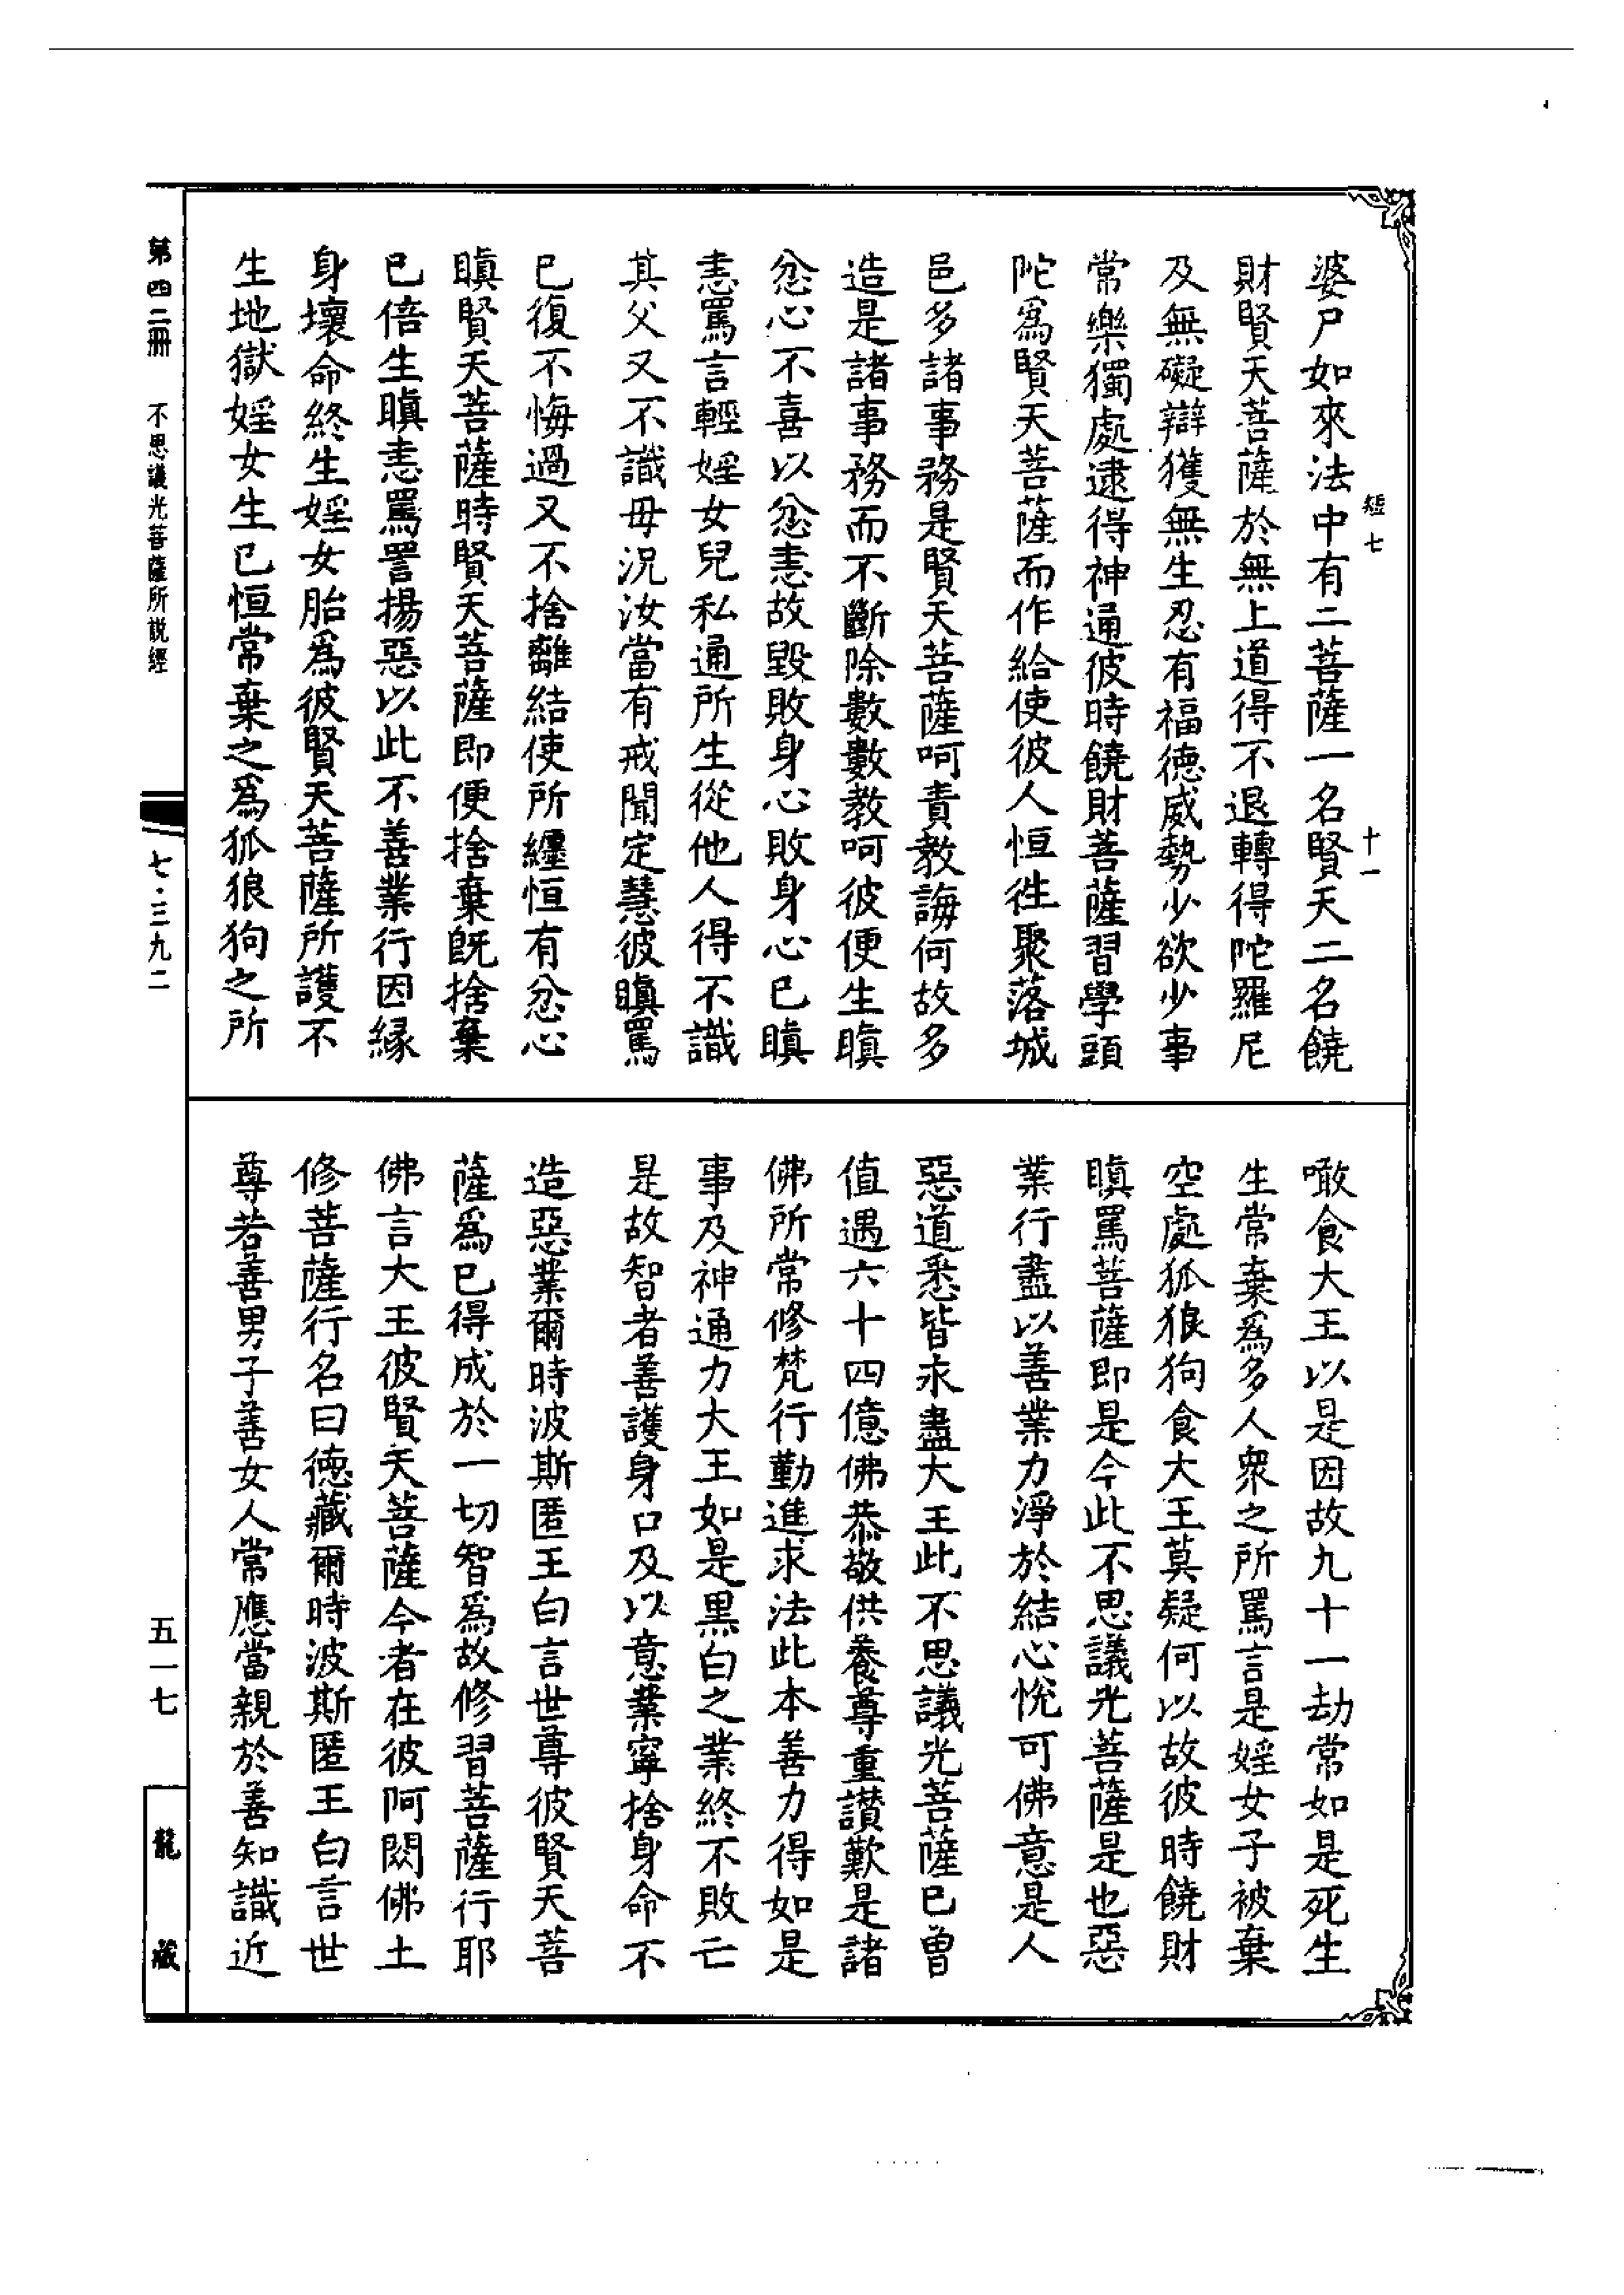 婆尸如來法中有二菩薩一名賢天二名饒
財賢天菩薩於無上道得不退轉得陀羅尼
及無礙辯獲無生忍有福德威勢少欲少事
常樂獨處逮得神通彼時饒財菩薩習學頭
陀爲賢天菩薩而作給使彼人恒徃聚落城
邑多諸事務是賢天菩薩呵責教誨何故多
造是諸事務而不斷除數數教呵彼便生瞋
忿心不喜以忿恚故毀敗身心敗身心已瞋
恚罵言輕婬女兒私通所生從他人得不識
其父又不識母況汝當有戒聞定慧彼瞋罵
已復不悔過又不捨離結使所纏恒有忿心
瞋賢天菩薩時賢天菩薩即便捨棄既捨棄
已倍生瞋恚罵詈揚惡以此不善業行因緣
身壞命終生婬女胎爲彼賢天菩薩所護不
生地獄婬女生已恒常棄之爲狐狼狗之所
噉食大王以是因故九十一劫常如是死生
生常棄爲多人衆之所罵言是婬女子被棄
空處狐狼狗食大王莫疑何以故彼時饒財
瞋罵菩薩即是今此不思議光菩薩是也惡
業行盡以善業力淨於結心悅可佛意是人
惡道悉皆永盡大王此不思議光菩薩已曾
值遇六十四億佛恭敬供養尊重讃歎是諸
佛所常修梵行勤進求法此本善力得如是
事及神通力大王如是黑白之業終不敗亡
是故智者善護身口及以意業寧捨身命不
造惡業爾時波斯匿王白言世尊彼賢天菩
薩爲已得成於一切智爲故修習菩薩行耶
佛言大王彼賢天菩薩今者在彼阿閦佛土
修菩薩行名曰德藏爾時波斯匿王白言世
尊若善男子善女人常應當親於善知識近
短七
十一
第四二冊
不思議光菩薩所説經
七·三九二
五一七
龍藏